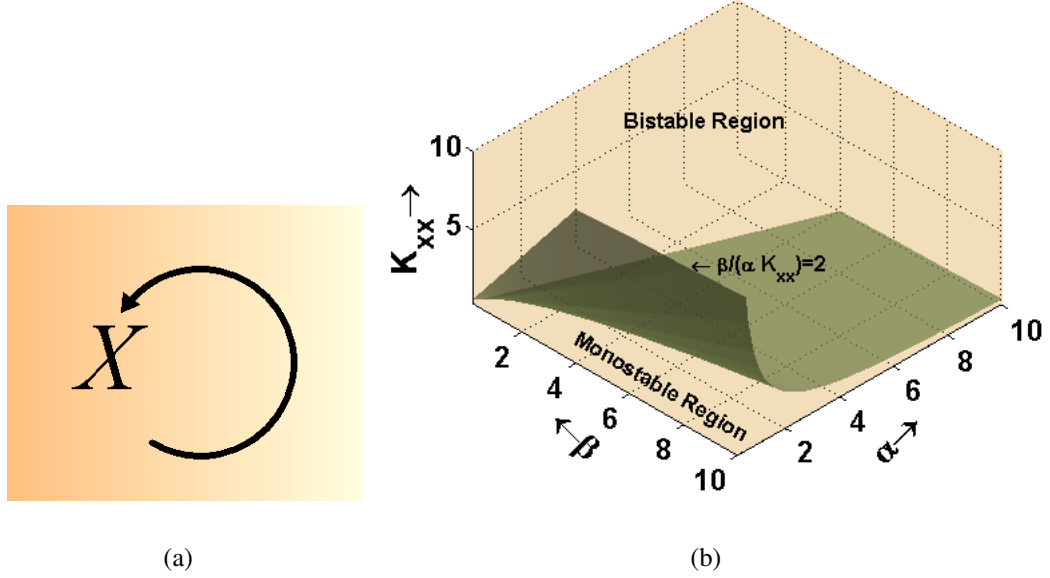 X
(a)
Bistable Region
10
5
K_xx→
← β/(α K_xx)=2
Monostable Region
2
4
6
8
10
←β
2
4
6
8
10
α→
(b)